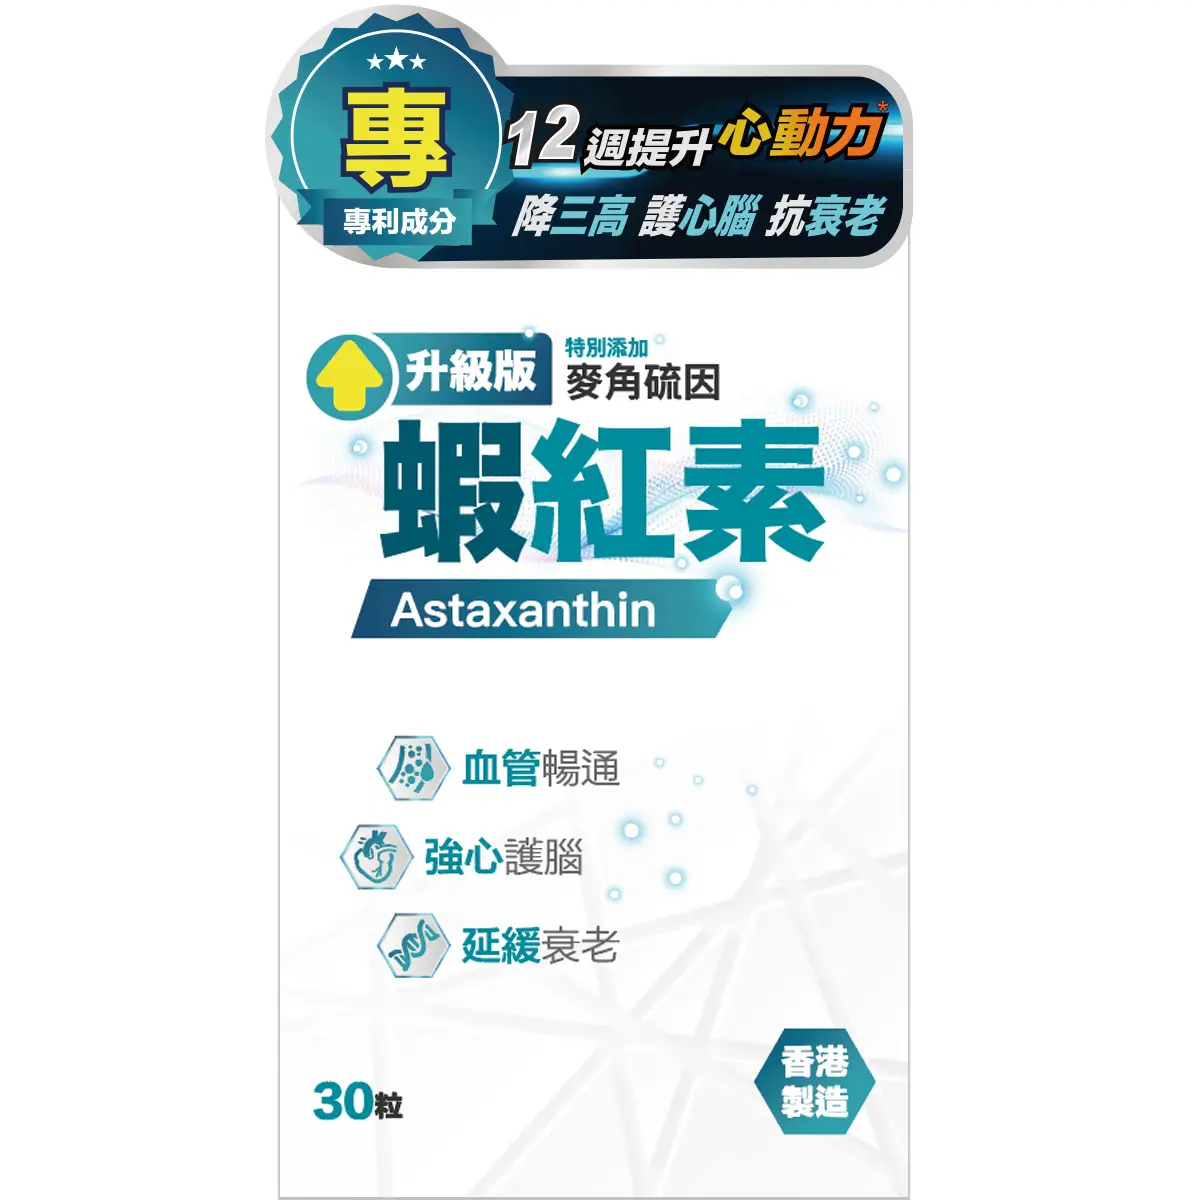 專
專利成分
12週提升心動力*
降三高 護心腦 抗衰老
升級版
特別添加
麥角硫因
蝦紅素
Astaxanthin
血管暢通
強心護腦
延緩衰老
30粒
香港
製造